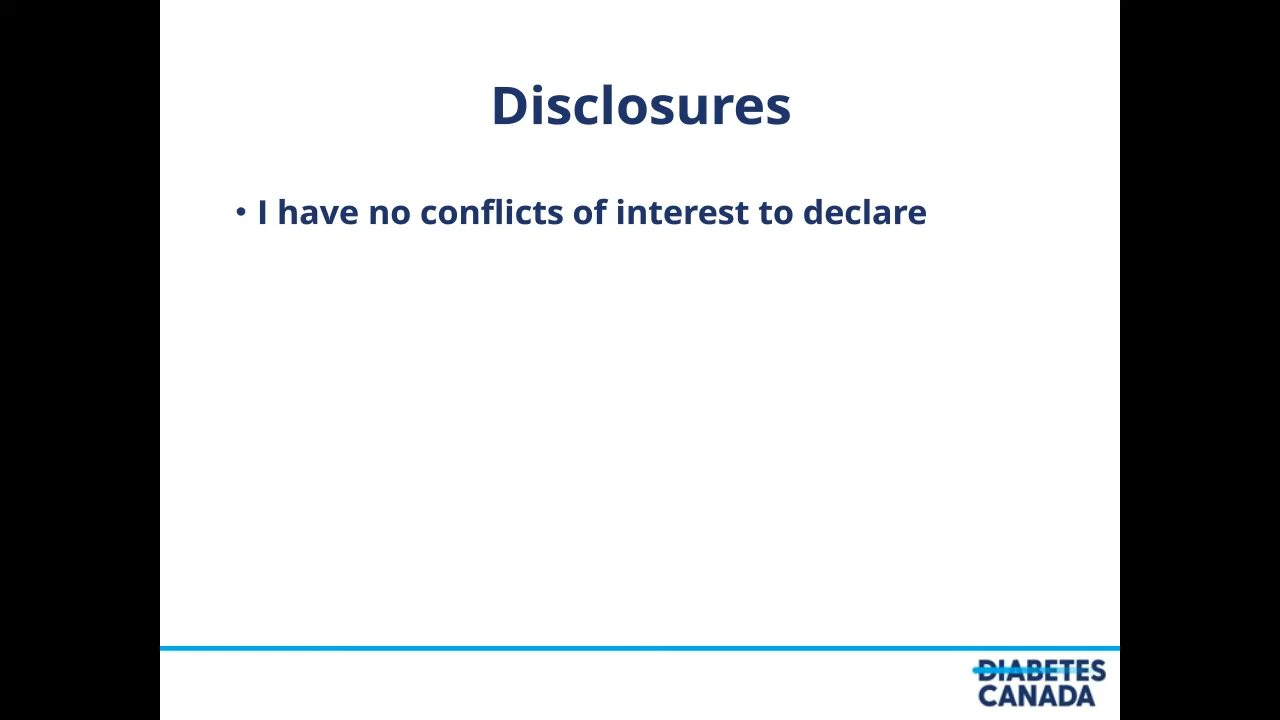 Disclosures
• I have no conflicts of interest to declare
DIABETES
CANADA